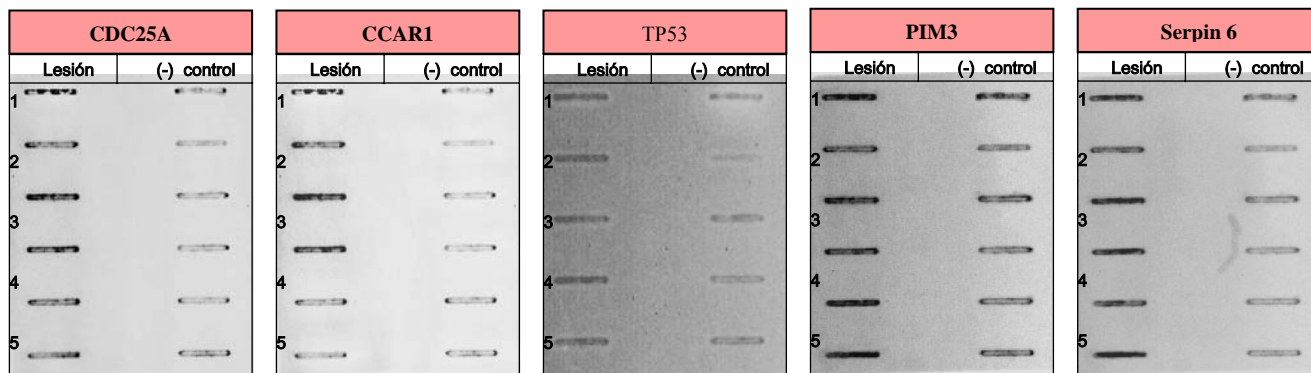 CDC25A CCAR1 TP53 PIM3 Serpin 6
Lesión (-) control Lesión (-) control Lesión (-) control Lesión (-) control Lesión (-) control
1 1 1 1 1
2 2 2 2 2
3 3 3 3 3
4 4 4 4 4
5 5 5 5 5